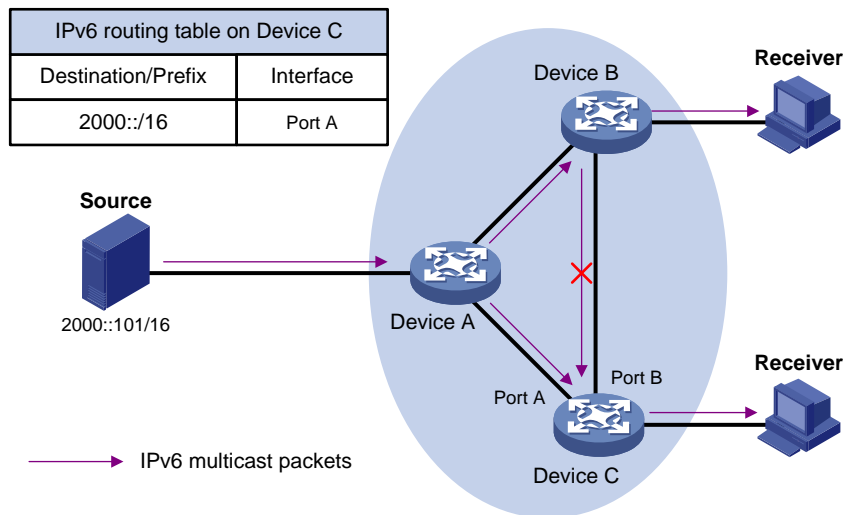 IPv6 routing table on Device C
Destination/Prefix Interface
2000::/16 Port A
Device B
Receiver
Source
Device A
2000::101/16
Receiver
Port B
Port A
IPv6 multicast packets
Device C